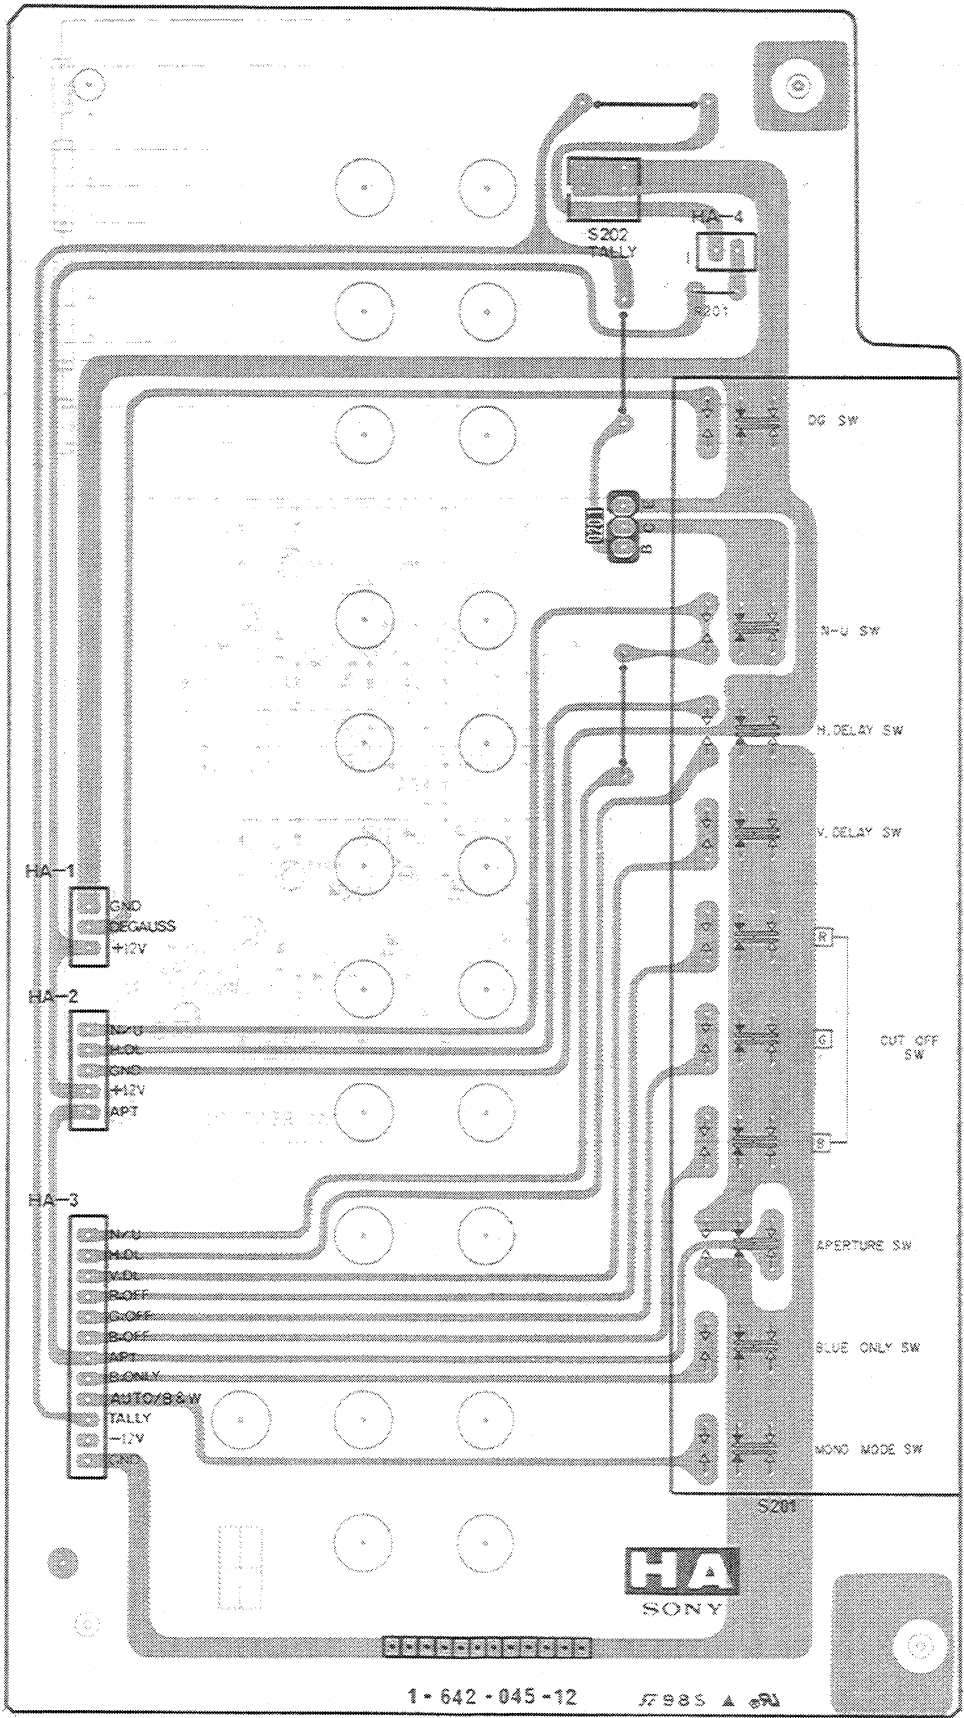 HA-4
S202
TALLY
R201
DG SW
E
C
B
N-U SW
H.DELAY SW
V.DELAY SW
HA-1
GND
DEGAUSS
+12V
R
HA-2
N/U
H.DL
GND
+12V
APT
G
CUT OFF
SW
B
HA-3
N/U
H.DL
V.DL
R.OFF
G.OFF
B.OFF
APT
B.ONLY
AUTO/B&W
TALLY
-12V
GND
APERTURE SW
BLUE ONLY SW
MONO MODE SW
S201
HA
SONY
1-642-045-12
98S